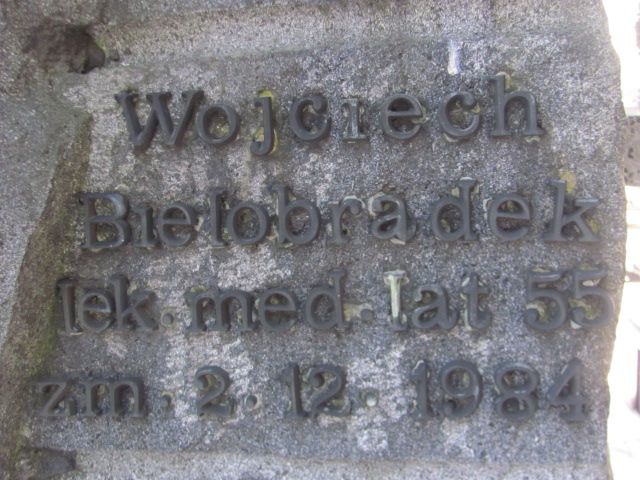 Wojciech
Bielobradek
lek. med. lat 55
zm. 2. 12. 1984